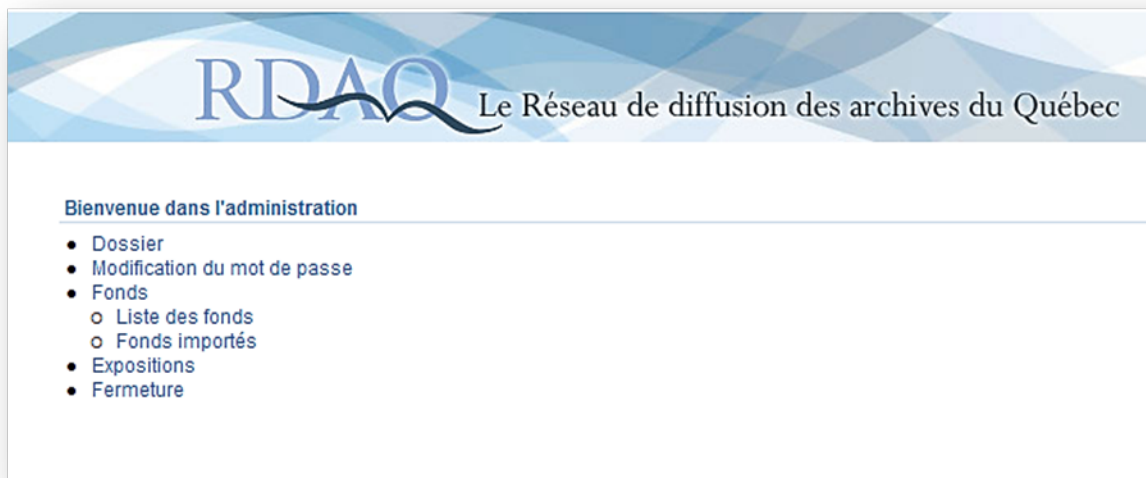 RDAQ Le Réseau de diffusion des archives du Québec
Bienvenue dans l'administration
Dossier
Modification du mot de passe
Fonds
Liste des fonds
Fonds importés
Expositions
Fermeture